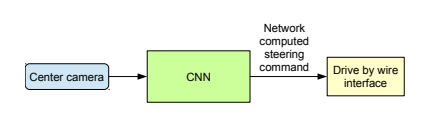 Center camera
CNN
Network
computed
steering
command
Drive by wire
interface